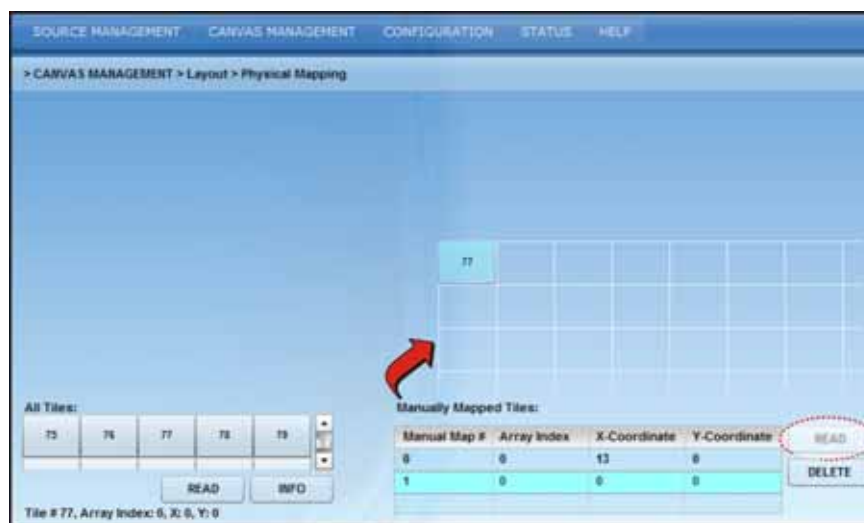 SOURCE MANAGEMENT CANVAS MANAGEMENT CONFIGURATION STATUS HELP
> CANVAS MANAGEMENT > Layout > Physical Mapping
77
All Tiles:
75 76 77 78 79
READ INFO
Tile # 77, Array Index: 0, X: 0, Y: 0
Manually Mapped Tiles:
Manual Map # Array Index X-Coordinate Y-Coordinate
0 0 13 0
1 0 0 0
READ
DELETE